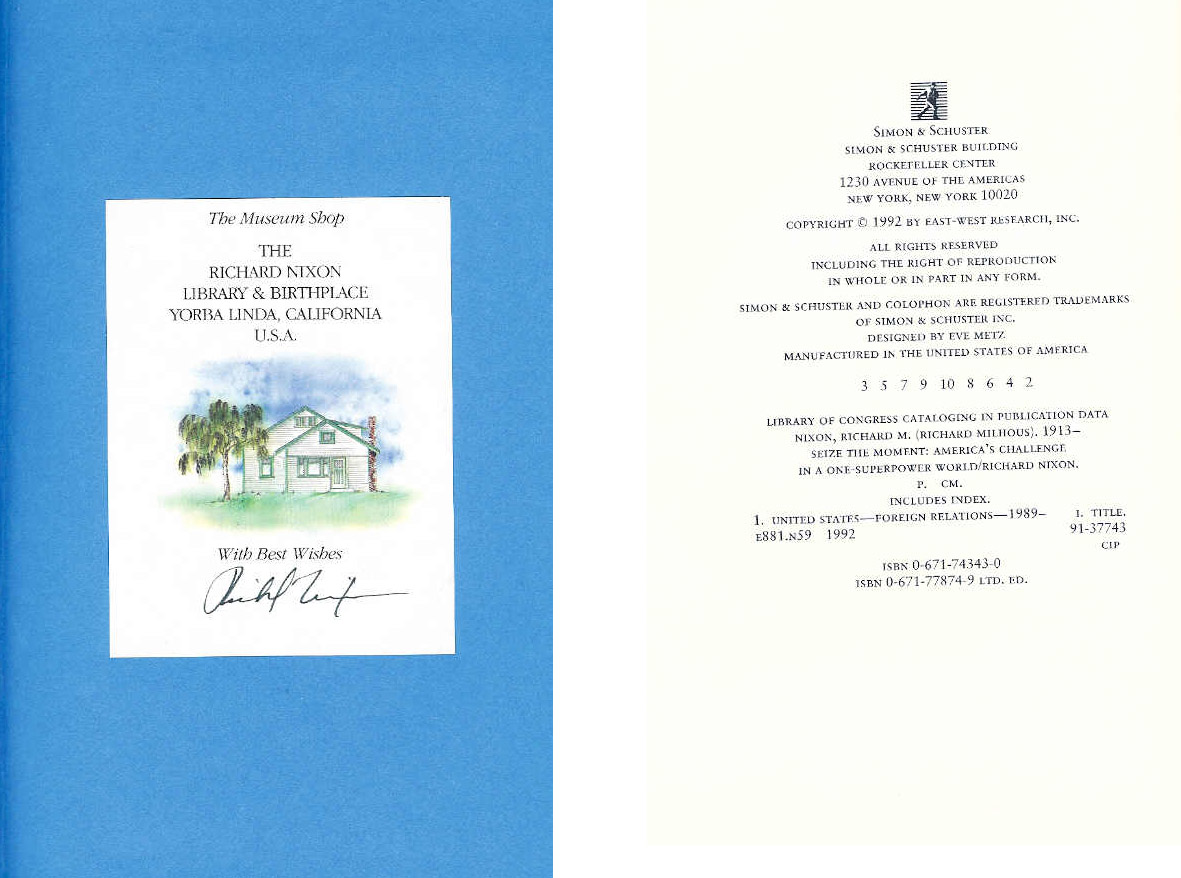 The Museum Shop
THE
RICHARD NIXON
LIBRARY & BIRTHPLACE
YORBA LINDA, CALIFORNIA
U.S.A.
With Best Wishes
Richard Nixon
SIMON & SCHUSTER
SIMON & SCHUSTER BUILDING
ROCKEFELLER CENTER
1230 AVENUE OF THE AMERICAS
NEW YORK, NEW YORK 10020
COPYRIGHT © 1992 BY EAST-WEST RESEARCH, INC.
ALL RIGHTS RESERVED
INCLUDING THE RIGHT OF REPRODUCTION
IN WHOLE OR IN PART IN ANY FORM.
SIMON & SCHUSTER AND COLOPHON ARE REGISTERED TRADEMARKS
OF SIMON & SCHUSTER INC.
DESIGNED BY EVE METZ
MANUFACTURED IN THE UNITED STATES OF AMERICA
3 5 7 9 10 8 6 4 2
LIBRARY OF CONGRESS CATALOGING IN PUBLICATION DATA
NIXON, RICHARD M. (RICHARD MILHOUS). 1913–
SEIZE THE MOMENT: AMERICA'S CHALLENGE
IN A ONE-SUPERPOWER WORLD/RICHARD NIXON.
P. CM.
INCLUDES INDEX.
1. UNITED STATES—FOREIGN RELATIONS—1989– I. TITLE.
E881.N59 1992 91-37743
CIP
ISBN 0-671-74343-0
ISBN 0-671-77874-9 LTD. ED.